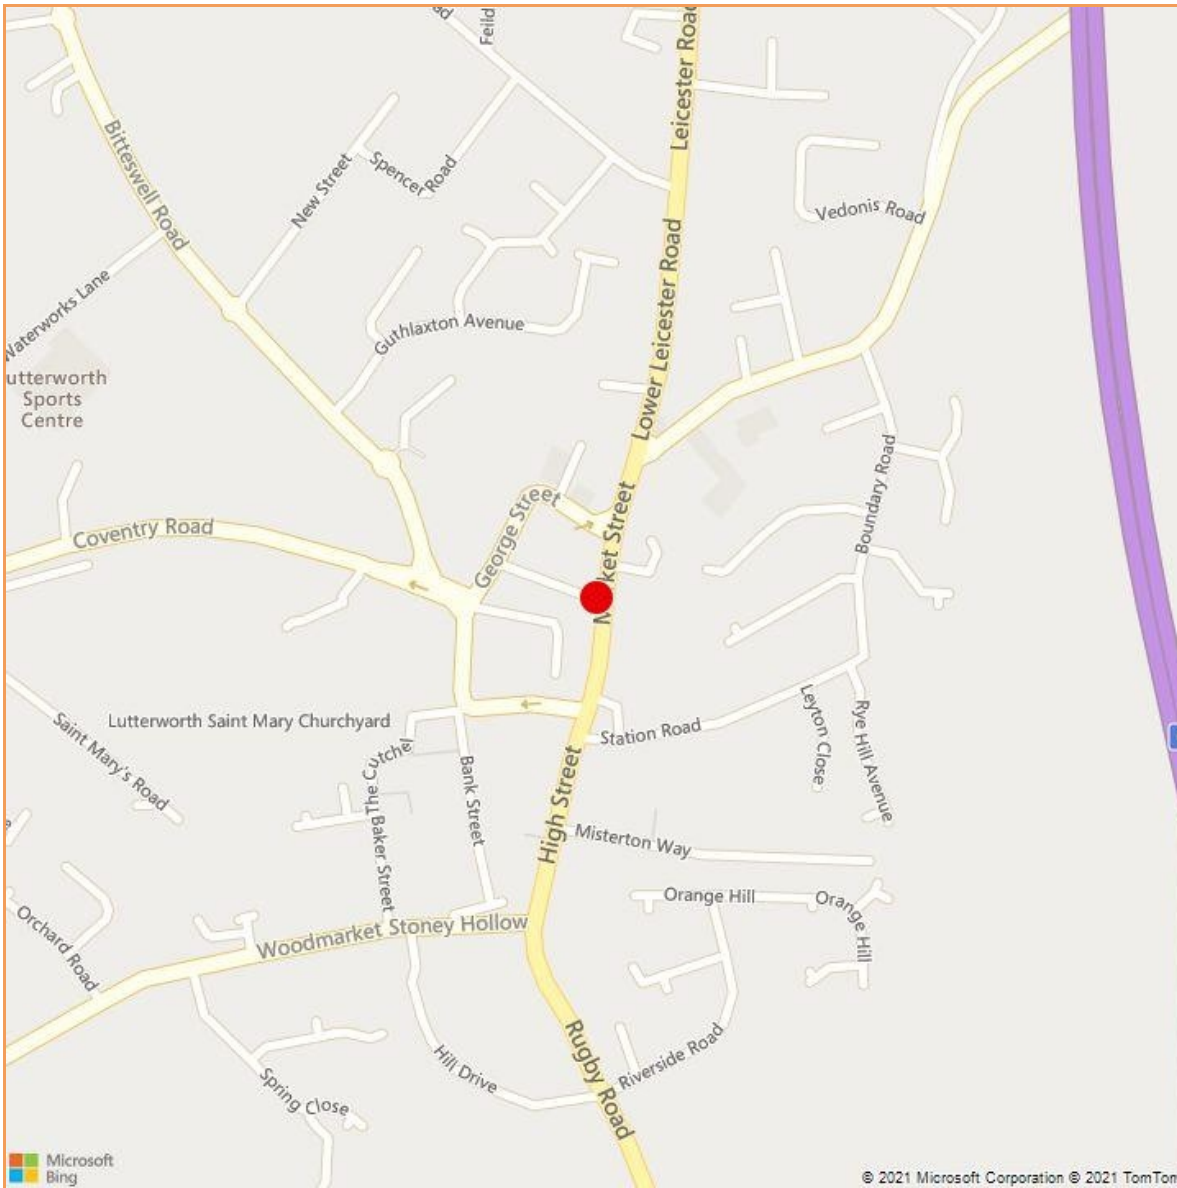 ad
Feild
Leicester Road
Bitteswell Road
New Street
Spencer Road
Vedonis Road
Waterworks Lane
Lower Leicester Road
Guthlaxton Avenue
utterworth
Sports
Centre
Boundary Road
George Street
ket Street
Coventry Road
Leyton Close
Rye Hill Avenue
Saint Mary's Road
Lutterworth Saint Mary Churchyard
Station Road
The Cutchel
Bank Street
High Street
Baker Street
Misterton Way
Orange Hill
Orange Hill
Orchard Road
Woodmarket Stoney Hollow
Rugby Road
Riverside Road
Hill Drive
Spring Close
Microsoft
Bing
© 2021 Microsoft Corporation © 2021 TomTom